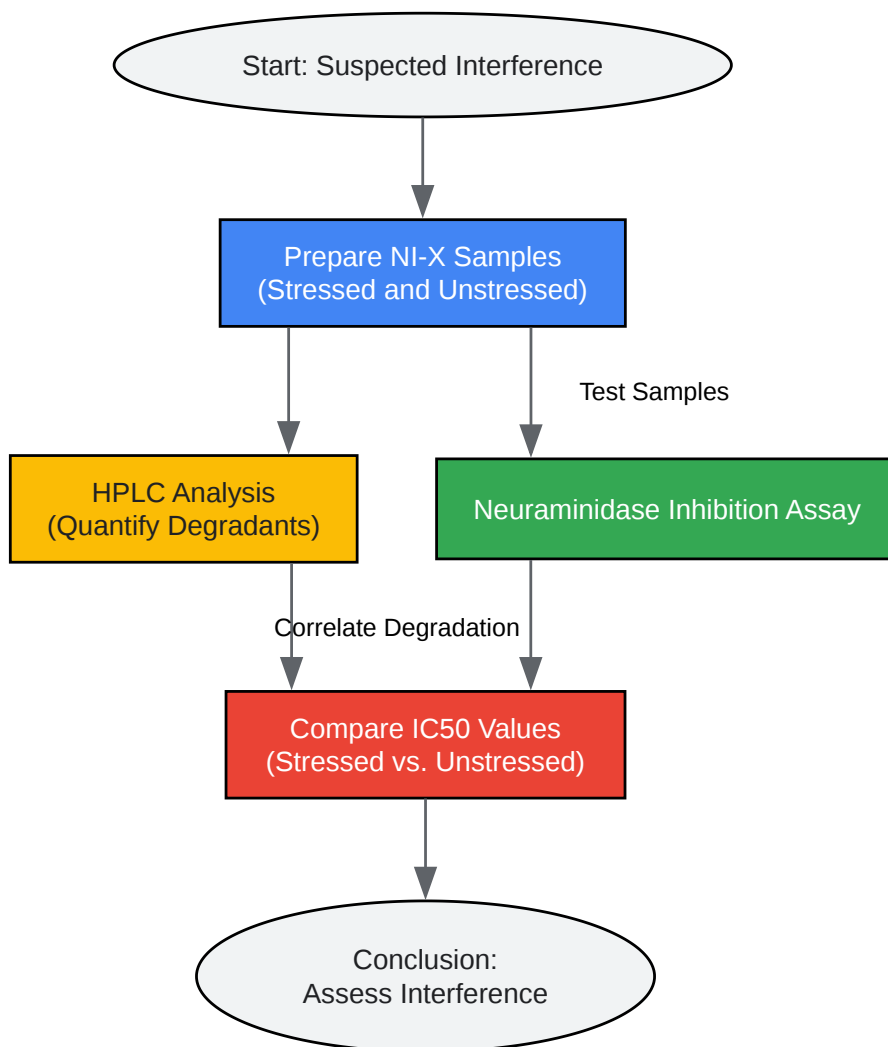 Start: Suspected Interference
Prepare NI-X Samples
(Stressed and Unstressed)
Test Samples
HPLC Analysis
(Quantify Degradants)
Neuraminidase Inhibition Assay
Correlate Degradation
Compare IC50 Values
(Stressed vs. Unstressed)
Conclusion:
Assess Interference